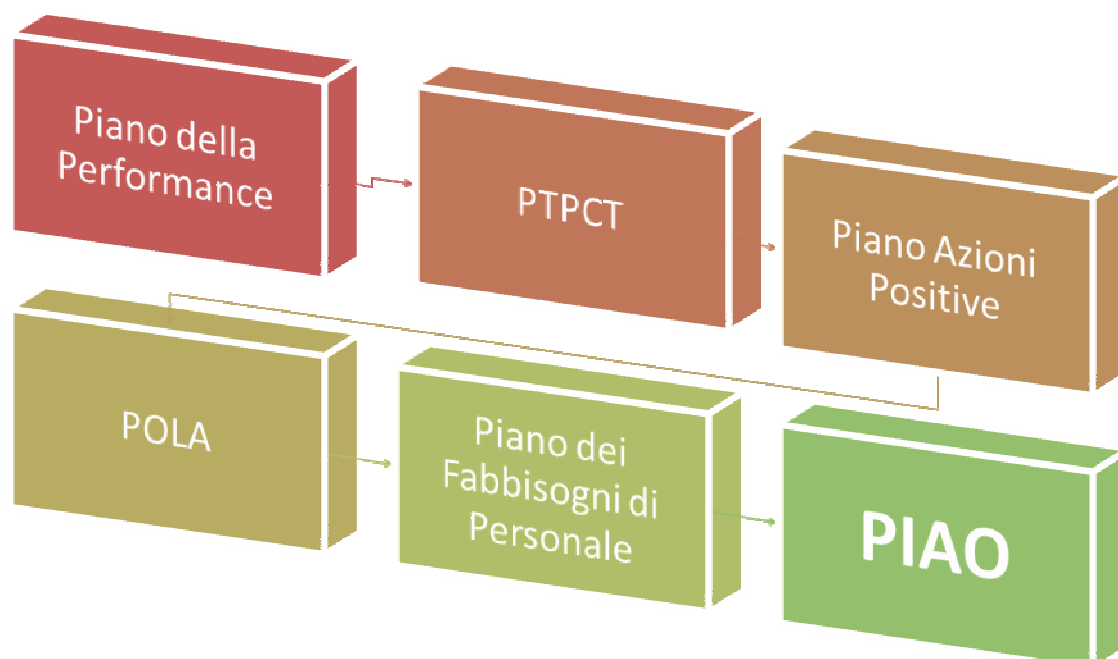 Piano della
Performance
PTPCT
Piano Azioni
Positive
POLA
Piano dei
Fabbisogni di
Personale
PIAO